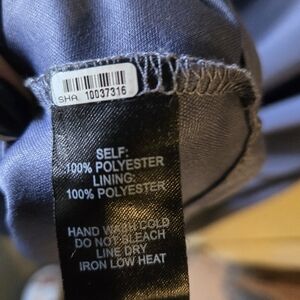 SHA 10037316
SELF:
100% POLYESTER
LINING:
100% POLYESTER
HAND WASH COLD
DO NOT BLEACH
LINE DRY
IRON LOW HEAT